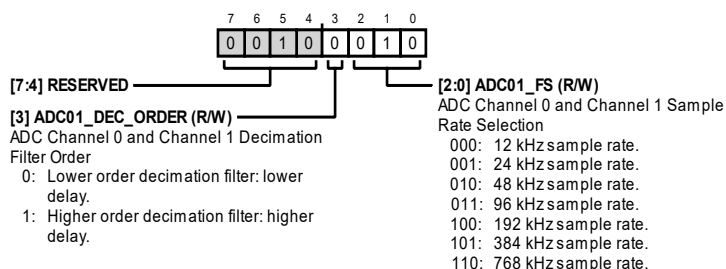 7 6 5 4 3 2 1 0
0 0 1 0 0 0 1 0
[7:4] RESERVED
[3] ADC01_DEC_ORDER (R/W)
ADC Channel 0 and Channel 1 Decimation
Filter Order
0: Lower order decimation filter: lower
delay.
1: Higher order decimation filter: higher
delay.
[2:0] ADC01_FS (R/W)
ADC Channel 0 and Channel 1 Sample
Rate Selection
000: 12 kHz sample rate.
001: 24 kHz sample rate.
010: 48 kHz sample rate.
011: 96 kHz sample rate.
100: 192 kHz sample rate.
101: 384 kHz sample rate.
110: 768 kHz sample rate.